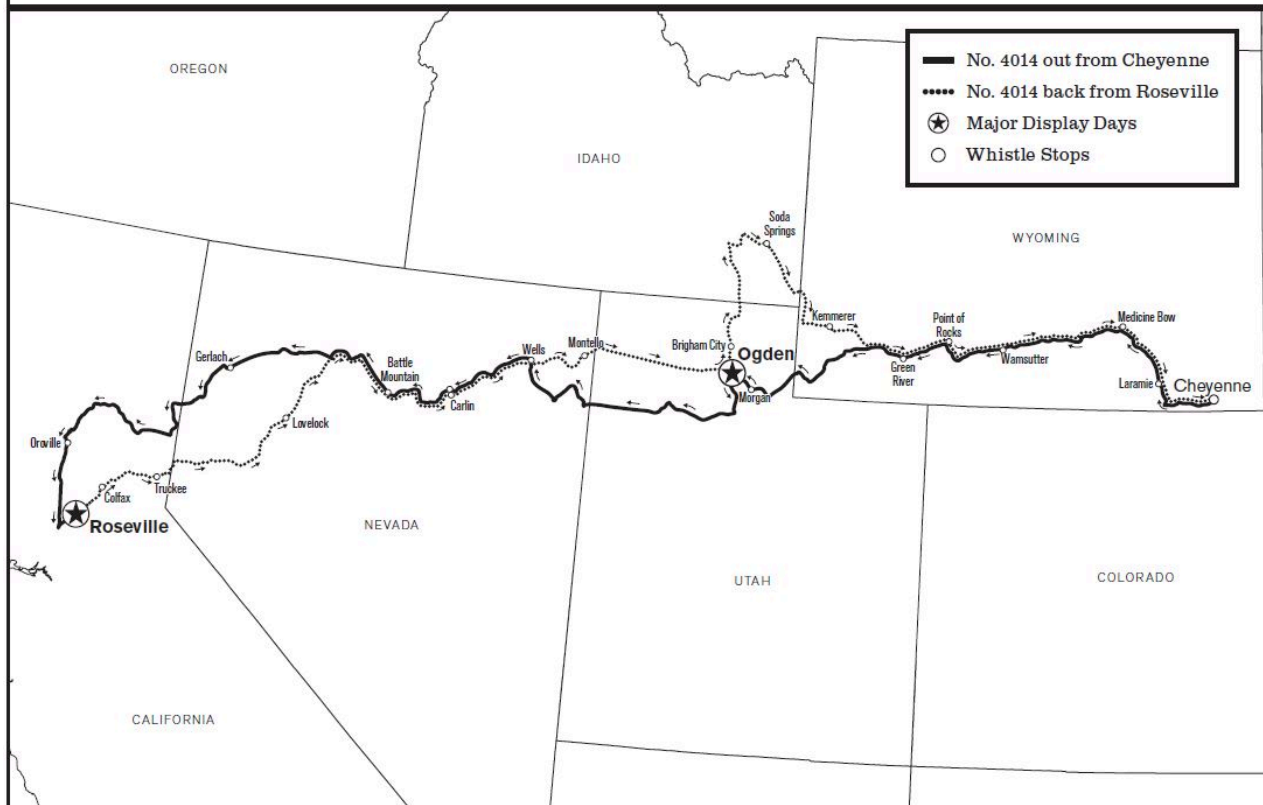 No. 4014 out from Cheyenne
No. 4014 back from Roseville
Major Display Days
Whistle Stops
OREGON
IDAHO
WYOMING
Soda
Springs
Kemmerer
Point of
Rocks
Medicine Bow
Gerlach
Battle
Mountain
Wells
Montello
Brigham City
Ogden
Green
River
Wamsutter
Laramie
Cheyenne
Carlin
Morgan
Lovelock
Oroville
Colfax
Truckee
Roseville
NEVADA
UTAH
COLORADO
CALIFORNIA